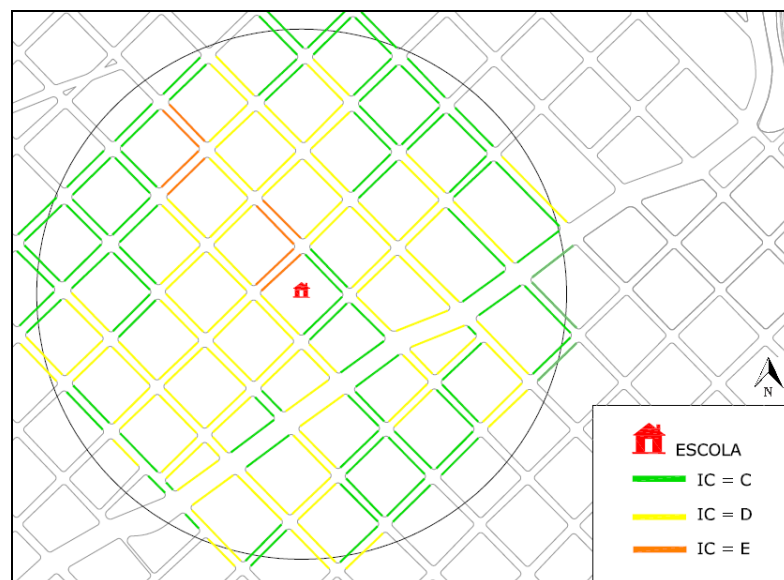 N
ESCOLA
IC = C
IC = D
IC = E